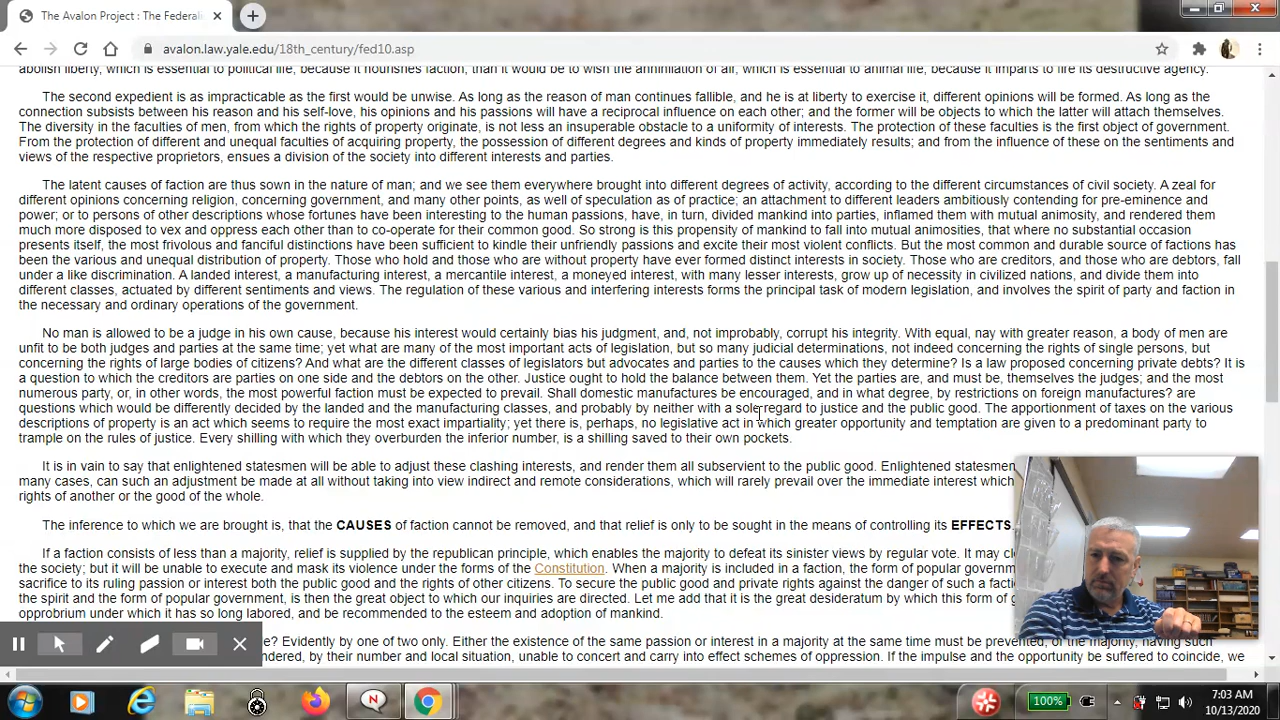 The Avalon Project : The Federali
avalon.law.yale.edu/18th_century/fed10.asp
abolish liberty, which is essential to political life, because it nourishes faction, than it would be to wish the annihilation of air, which is essential to animal life, because it imparts to fire its destructive agency.
The second expedient is as impracticable as the first would be unwise. As long as the reason of man continues fallible, and he is at liberty to exercise it, different opinions will be formed. As long as the
connection subsists between his reason and his self-love, his opinions and his passions will have a reciprocal influence on each other; and the former will be objects to which the latter will attach themselves.
The diversity in the faculties of men, from which the rights of property originate, is not less an insuperable obstacle to a uniformity of interests. The protection of these faculties is the first object of government.
From the protection of different and unequal faculties of acquiring property, the possession of different degrees and kinds of property immediately results; and from the influence of these on the sentiments and
views of the respective proprietors, ensues a division of the society into different interests and parties.
The latent causes of faction are thus sown in the nature of man; and we see them everywhere brought into different degrees of activity, according to the different circumstances of civil society. A zeal for
different opinions concerning religion, concerning government, and many other points, as well of speculation as of practice; an attachment to different leaders ambitiously contending for pre-eminence and
power; or to persons of other descriptions whose fortunes have been interesting to the human passions, have, in turn, divided mankind into parties, inflamed them with mutual animosity, and rendered them
much more disposed to vex and oppress each other than to co-operate for their common good. So strong is this propensity of mankind to fall into mutual animosities, that where no substantial occasion
presents itself, the most frivolous and fanciful distinctions have been sufficient to kindle their unfriendly passions and excite their most violent conflicts. But the most common and durable source of factions has
been the various and unequal distribution of property. Those who hold and those who are without property have ever formed distinct interests in society. Those who are creditors, and those who are debtors, fall
under a like discrimination. A landed interest, a manufacturing interest, a mercantile interest, a moneyed interest, with many lesser interests, grow up of necessity in civilized nations, and divide them into
different classes, actuated by different sentiments and views. The regulation of these various and interfering interests forms the principal task of modern legislation, and involves the spirit of party and faction in
the necessary and ordinary operations of the government.
No man is allowed to be a judge in his own cause, because his interest would certainly bias his judgment, and, not improbably, corrupt his integrity. With equal, nay with greater reason, a body of men are
unfit to be both judges and parties at the same time; yet what are many of the most important acts of legislation, but so many judicial determinations, not indeed concerning the rights of single persons, but
concerning the rights of large bodies of citizens? And what are the different classes of legislators but advocates and parties to the causes which they determine? Is a law proposed concerning private debts? It is
a question to which the creditors are parties on one side and the debtors on the other. Justice ought to hold the balance between them. Yet the parties are, and must be, themselves the judges; and the most
numerous party, or, in other words, the most powerful faction must be expected to prevail. Shall domestic manufactures be encouraged, and in what degree, by restrictions on foreign manufactures? are
questions which would be differently decided by the landed and the manufacturing classes, and probably by neither with a sole regard to justice and the public good. The apportionment of taxes on the various
descriptions of property is an act which seems to require the most exact impartiality; yet there is, perhaps, no legislative act in which greater opportunity and temptation are given to a predominant party to
trample on the rules of justice. Every shilling with which they overburden the inferior number, is a shilling saved to their own pockets.
It is in vain to say that enlightened statesmen will be able to adjust these clashing interests, and render them all subservient to the public good. Enlightened statesmen
many cases, can such an adjustment be made at all without taking into view indirect and remote considerations, which will rarely prevail over the immediate interest which
rights of another or the good of the whole.
The inference to which we are brought is, that the CAUSES of faction cannot be removed, and that relief is only to be sought in the means of controlling its EFFECTS.
If a faction consists of less than a majority, relief is supplied by the republican principle, which enables the majority to defeat its sinister views by regular vote. It may cl
the society; but it will be unable to execute and mask its violence under the forms of the Constitution. When a majority is included in a faction, the form of popular govern
sacrifice to its ruling passion or interest both the public good and the rights of other citizens. To secure the public good and private rights against the danger of such a facti
the spirit and the form of popular government, is then the great object to which our inquiries are directed. Let me add that it is the great desideratum by which this form of g
opprobrium under which it has so long labored, and be recommended to the esteem and adoption of mankind.
e? Evidently by one of two only. Either the existence of the same passion or interest in a majority at the same time must be prevented, or the majority, having such
ndered, by their number and local situation, unable to concert and carry into effect schemes of oppression. If the impulse and the opportunity be suffered to coincide, we
100%
7:03 AM
10/13/2020